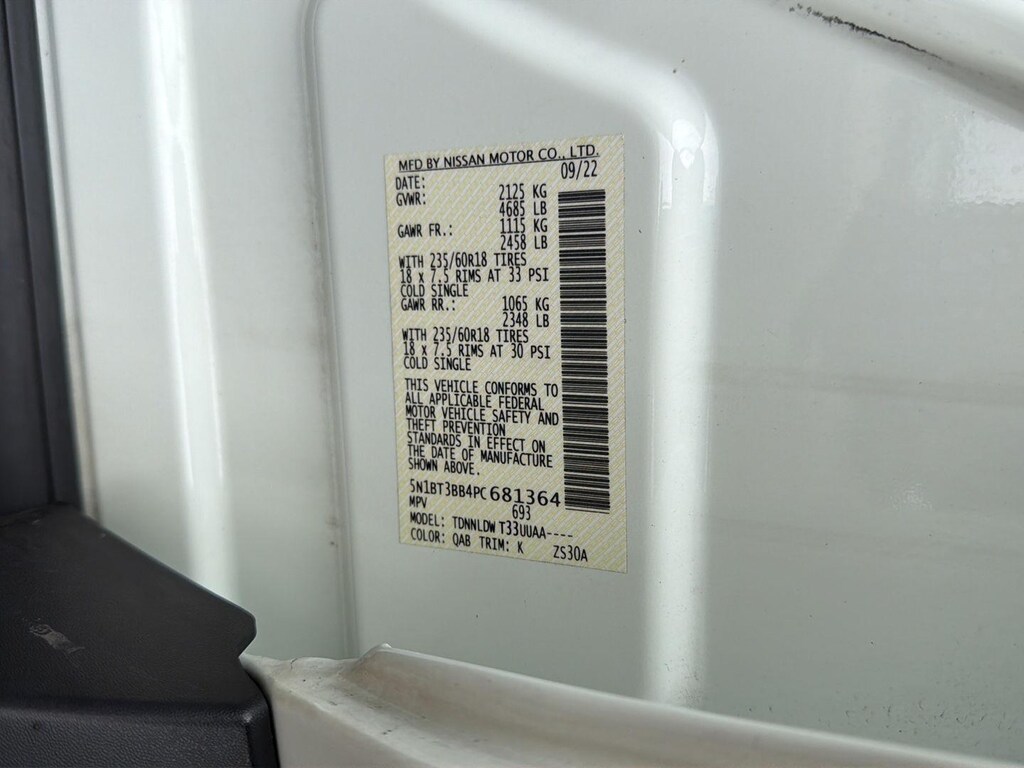 MFD BY NISSAN MOTOR CO., LTD.
DATE: 09/22
GVWR: 2125 KG
4685 LB
GAWR FR.: 1115 KG
2458 LB
WITH 235/60R18 TIRES
18 x 7.5 RIMS AT 33 PSI
COLD SINGLE
GAWR RR.: 1065 KG
2348 LB
WITH 235/60R18 TIRES
18 x 7.5 RIMS AT 30 PSI
COLD SINGLE
THIS VEHICLE CONFORMS TO
ALL APPLICABLE FEDERAL
MOTOR VEHICLE SAFETY AND
THEFT PREVENTION
STANDARDS IN EFFECT ON
THE DATE OF MANUFACTURE
SHOWN ABOVE.
5N1BT3BB4PC681364
MPV 693
MODEL: TDNNLDW T33UUAA----
COLOR: QAB TRIM: K ZS30A